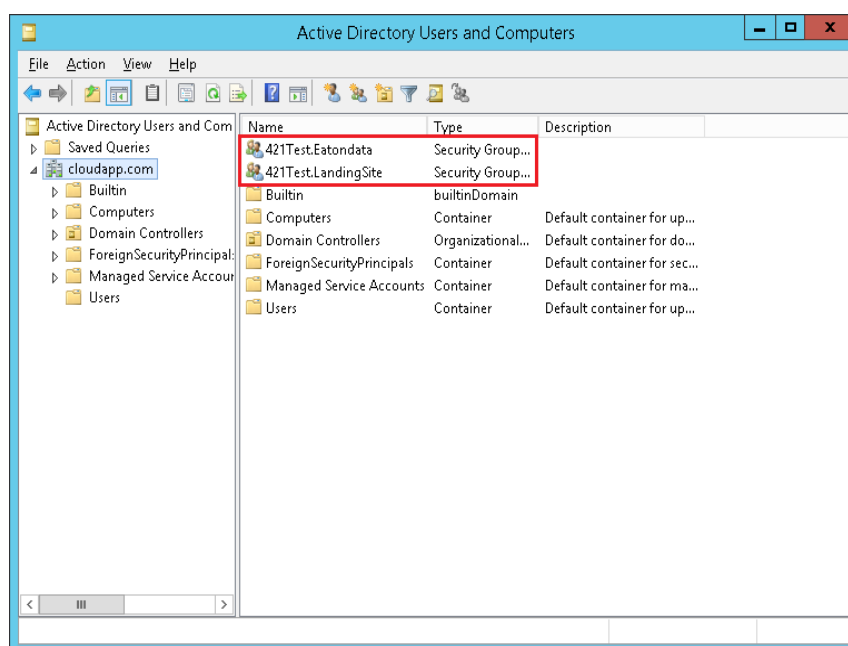 Active Directory Users and Computers
File Action View Help
Active Directory Users and Com
Saved Queries
cloudapp.com
Builtin
Computers
Domain Controllers
ForeignSecurityPrincipal:
Managed Service Accour
Users
Name Type Description
421Test.Eatondata Security Group...
421Test.LandingSite Security Group...
Builtin builtinDomain
Computers Container Default container for up...
Domain Controllers Organizational... Default container for do...
ForeignSecurityPrincipals Container Default container for sec...
Managed Service Accounts Container Default container for ma...
Users Container Default container for up...